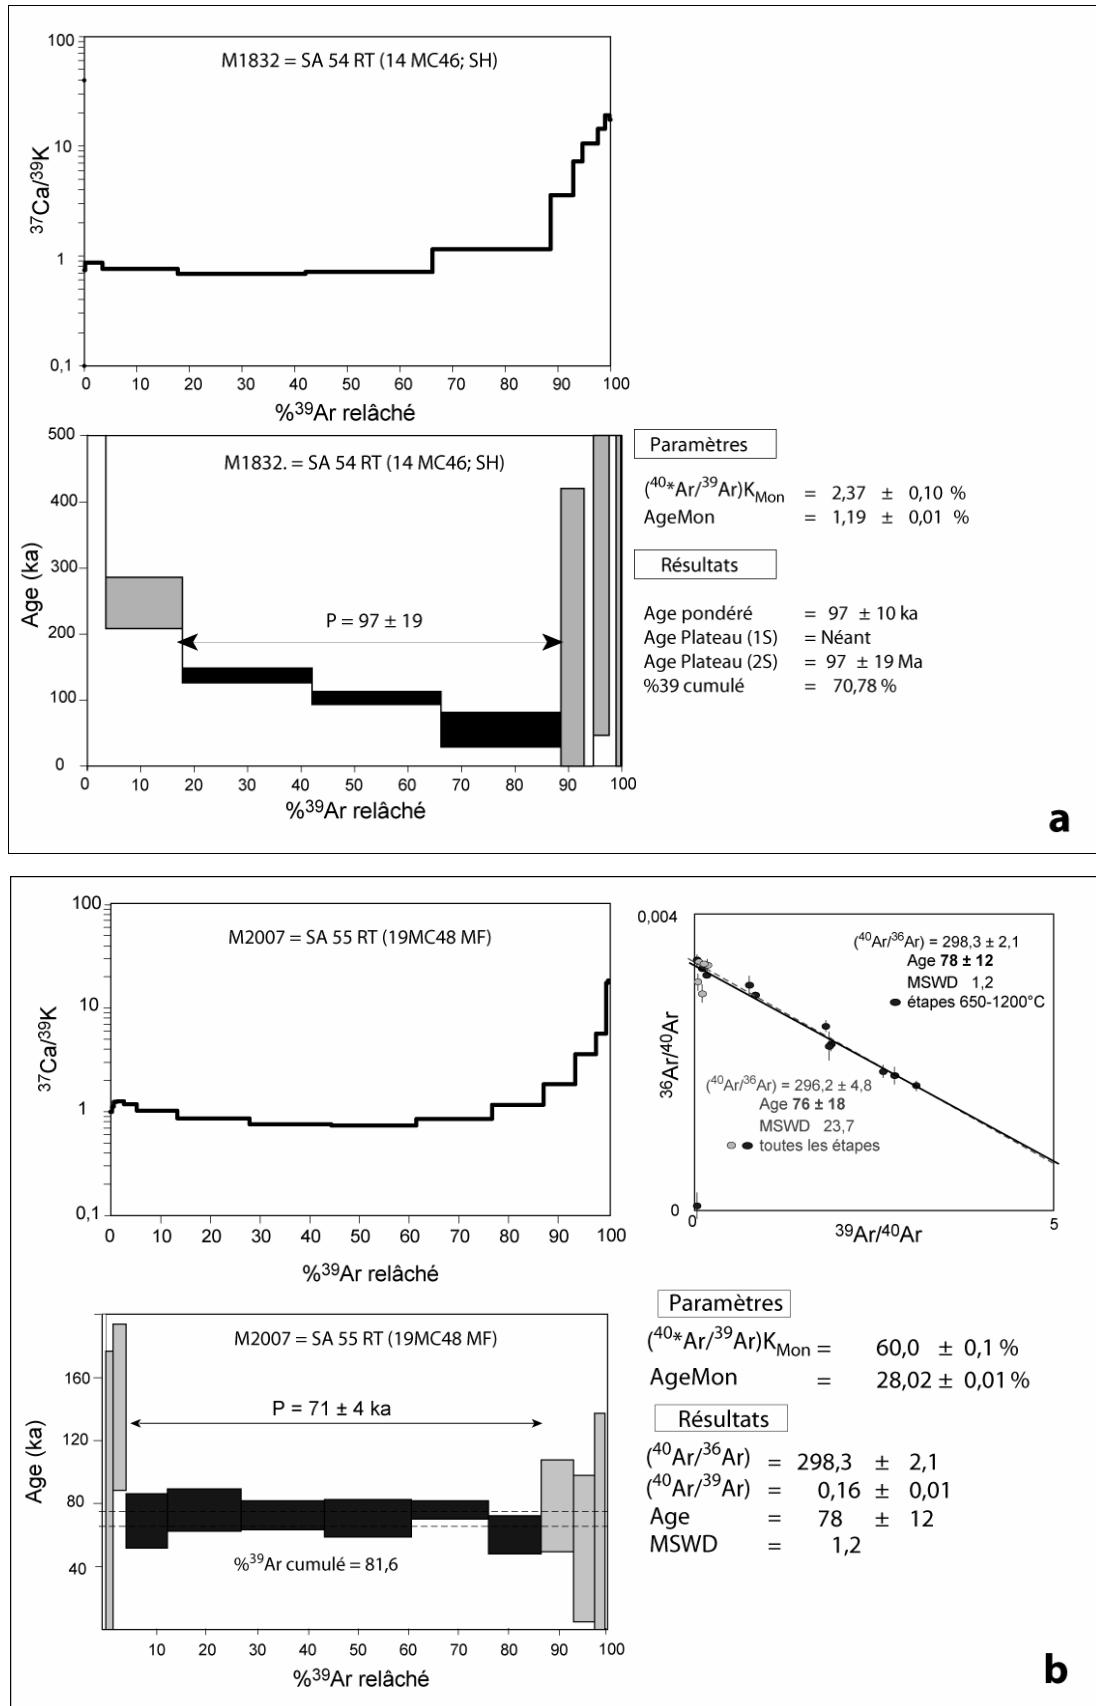 100
10
1
0,1
37Ca/39K
M1832 = SA 54 RT (14 MC46; SH)
0 10 20 30 40 50 60 70 80 90 100
%39Ar relâché
500
400
300
200
100
0
Age (ka)
M1832. = SA 54 RT (14 MC46; SH)
P = 97 ± 19
0 10 20 30 40 50 60 70 80 90 100
%39Ar relâché
Paramètres
(40*Ar/39Ar)KMon = 2,37 ± 0,10 %
AgeMon = 1,19 ± 0,01 %
Résultats
Age pondéré = 97 ± 10 ka
Age Plateau (1S) = Néant
Age Plateau (2S) = 97 ± 19 Ma
%39 cumulé = 70,78 %
a
100
10
1
0,1
37Ca/39K
M2007 = SA 55 RT (19MC48 MF)
0 10 20 30 40 50 60 70 80 90 100
%39Ar relâché
0,004
0
36Ar/40Ar
(40Ar/36Ar) = 298,3 ± 2,1
Age 78 ± 12
MSWD 1,2
étapes 650-1200°C
(40Ar/36Ar) = 296,2 ± 4,8
Age 76 ± 18
MSWD 23,7
toutes les étapes
0 5
39Ar/40Ar
160
120
80
40
Age (ka)
M2007 = SA 55 RT (19MC48 MF)
P = 71 ± 4 ka
%39Ar cumulé = 81,6
10 20 30 40 50 60 70 80 90 100
%39Ar relâché
Paramètres
(40*Ar/39Ar)KMon = 60,0 ± 0,1 %
AgeMon = 28,02 ± 0,01 %
Résultats
(40Ar/36Ar) = 298,3 ± 2,1
(40Ar/39Ar) = 0,16 ± 0,01
Age = 78 ± 12
MSWD = 1,2
b